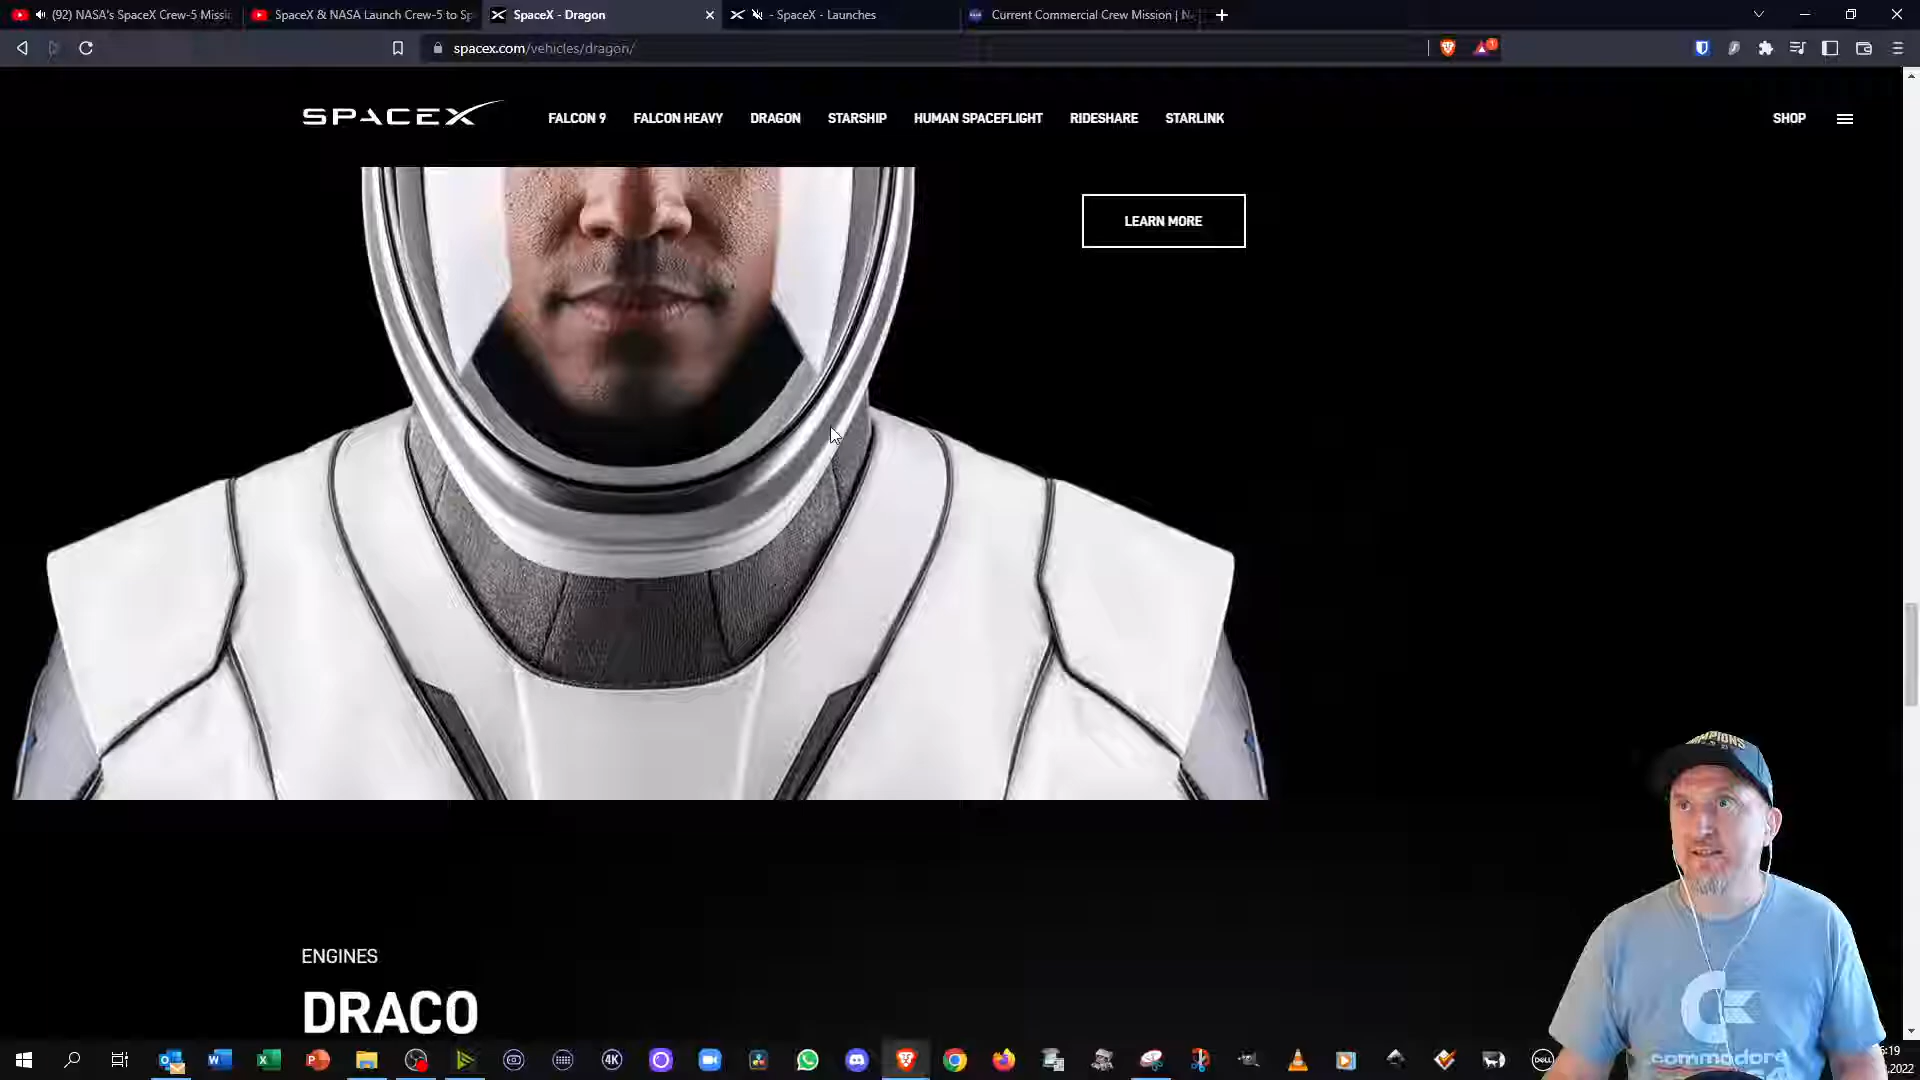 (92) NASA's SpaceX Crew-5 Missi
SpaceX & NASA Launch Crew-5 to Sp
SpaceX - Dragon
- SpaceX - Launches
Current Commercial Crew Mission | N
spacex.com/vehicles/dragon/
SPACEX
FALCON 9
FALCON HEAVY
DRAGON
STARSHIP
HUMAN SPACEFLIGHT
RIDESHARE
STARLINK
SHOP
LEARN MORE
ENGINES
DRACO
4K
DELL
commodore